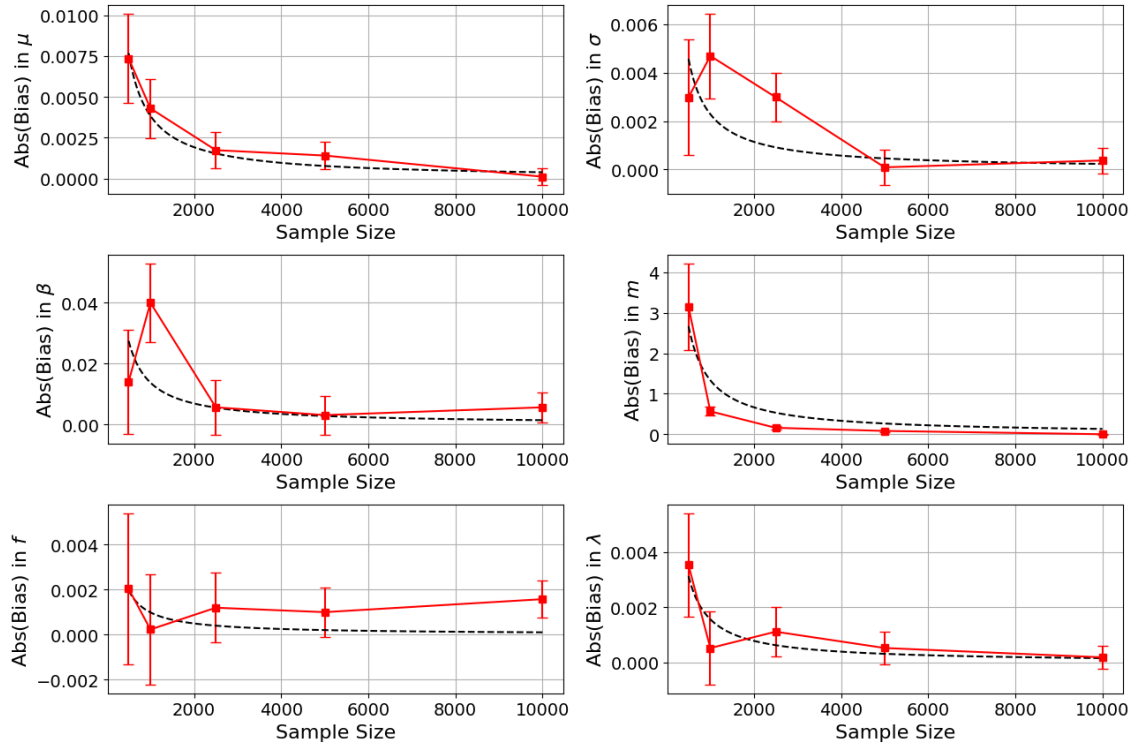 Abs(Bias) in μ
0.0100
0.0075
0.0050
0.0025
0.0000
2000 4000 6000 8000 10000
Sample Size
Abs(Bias) in σ
0.006
0.004
0.002
0.000
2000 4000 6000 8000 10000
Sample Size
Abs(Bias) in β
0.04
0.02
0.00
2000 4000 6000 8000 10000
Sample Size
Abs(Bias) in m
4
3
2
1
0
2000 4000 6000 8000 10000
Sample Size
Abs(Bias) in f
0.004
0.002
0.000
−0.002
2000 4000 6000 8000 10000
Sample Size
Abs(Bias) in λ
0.004
0.002
0.000
2000 4000 6000 8000 10000
Sample Size